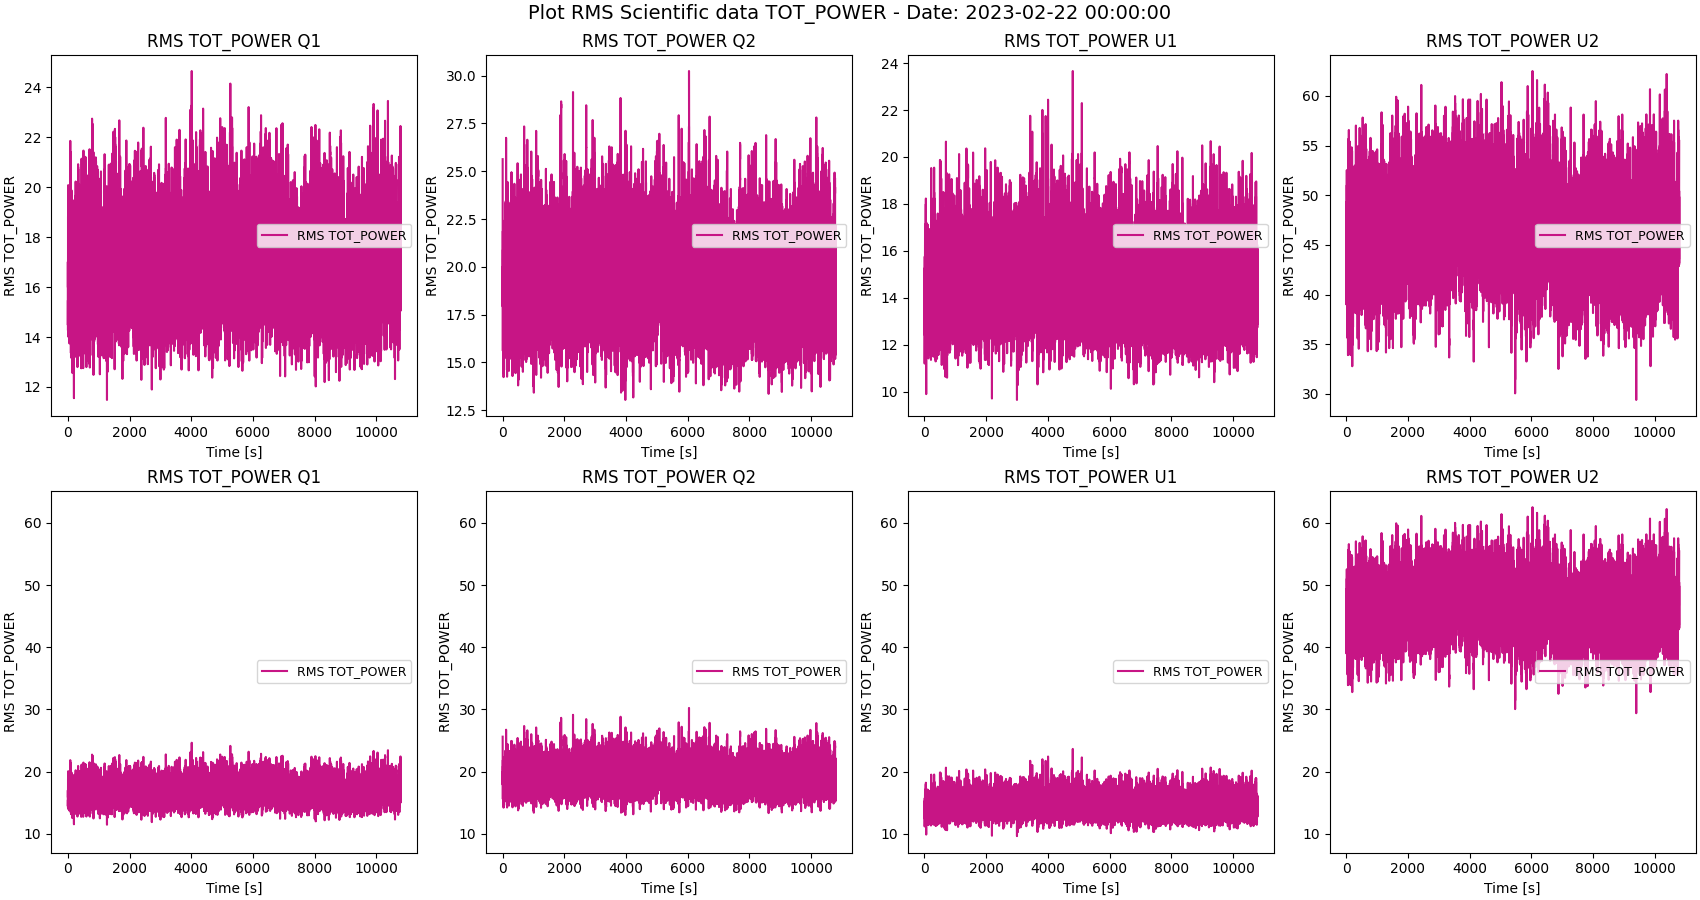 Plot RMS Scientific data TOT_POWER - Date: 2023-02-22 00:00:00
RMS TOT_POWER Q1
RMS TOT_POWER
24
22
20
18
16
14
12
RMS TOT_POWER
0 2000 4000 6000 8000 10000
Time [s]
RMS TOT_POWER Q2
RMS TOT_POWER
30.0
27.5
25.0
22.5
20.0
17.5
15.0
12.5
RMS TOT_POWER
0 2000 4000 6000 8000 10000
Time [s]
RMS TOT_POWER U1
RMS TOT_POWER
24
22
20
18
16
14
12
10
RMS TOT_POWER
0 2000 4000 6000 8000 10000
Time [s]
RMS TOT_POWER U2
RMS TOT_POWER
60
55
50
45
40
35
30
RMS TOT_POWER
0 2000 4000 6000 8000 10000
Time [s]
RMS TOT_POWER Q1
RMS TOT_POWER
60
50
40
30
20
10
RMS TOT_POWER
0 2000 4000 6000 8000 10000
Time [s]
RMS TOT_POWER Q2
RMS TOT_POWER
60
50
40
30
20
10
RMS TOT_POWER
0 2000 4000 6000 8000 10000
Time [s]
RMS TOT_POWER U1
RMS TOT_POWER
60
50
40
30
20
10
RMS TOT_POWER
0 2000 4000 6000 8000 10000
Time [s]
RMS TOT_POWER U2
RMS TOT_POWER
60
50
40
30
20
10
RMS TOT_POWER
0 2000 4000 6000 8000 10000
Time [s]